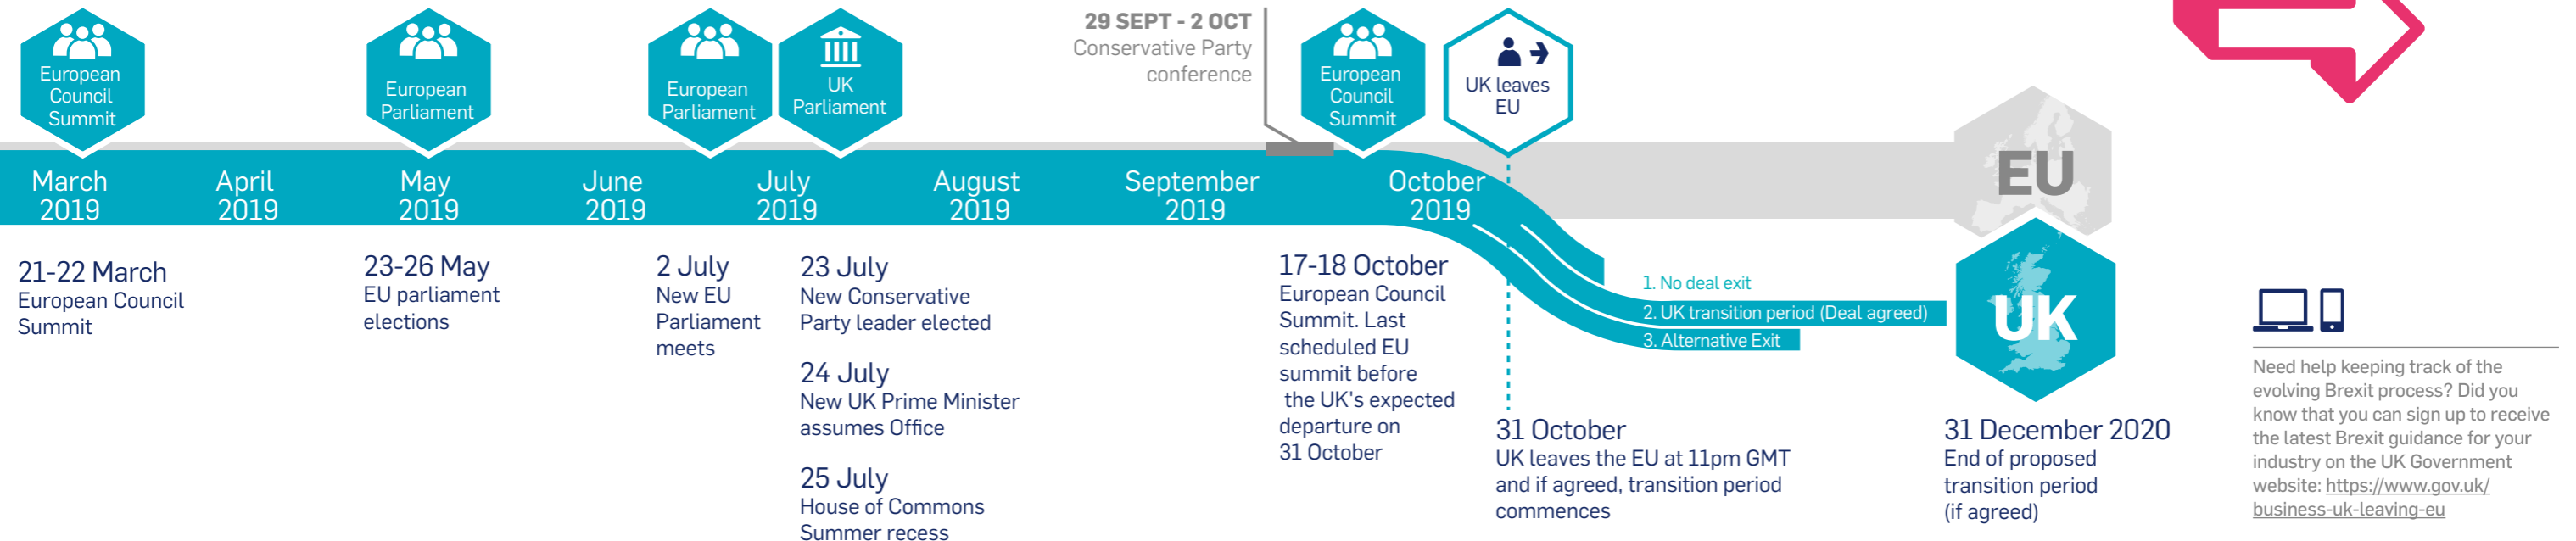 European
Council
Summit
European
Parliament
European
Parliament
UK
Parliament
29 SEPT - 2 OCT
Conservative Party
conference
European
Council
Summit
UK leaves
EU
March
2019
April
2019
May
2019
June
2019
July
2019
August
2019
September
2019
October
2019
EU
UK
21-22 March
European Council
Summit
23-26 May
EU parliament
elections
2 July
New EU
Parliament
meets
23 July
New Conservative
Party leader elected
24 July
New UK Prime Minister
assumes Office
25 July
House of Commons
Summer recess
17-18 October
European Council
Summit. Last
scheduled EU
summit before
the UK's expected
departure on
31 October
1. No deal exit
2. UK transition period (Deal agreed)
3. Alternative Exit
31 October
UK leaves the EU at 11pm GMT
and if agreed, transition period
commences
31 December 2020
End of proposed
transition period
(if agreed)
Need help keeping track of the
evolving Brexit process? Did you
know that you can sign up to receive
the latest Brexit guidance for your
industry on the UK Government
website: https://www.gov.uk/
business-uk-leaving-eu